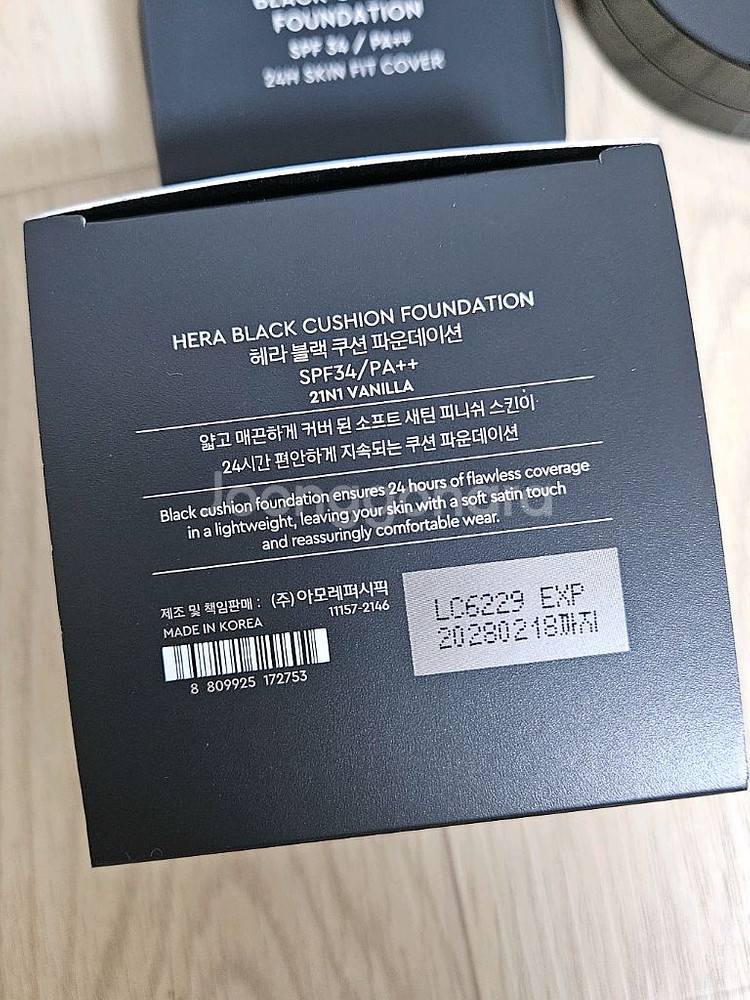 BLACK CUSHION
FOUNDATION
SPF 34 / PA++
24H SKIN FIT COVER
HERA BLACK CUSHION FOUNDATION
헤라 블랙 쿠션 파운데이션
SPF34/PA++
21N1 VANILLA
얇고 매끈하게 커버 된 소프트 새틴 피니쉬 스킨이
24시간 편안하게 지속되는 쿠션 파운데이션
Black cushion foundation ensures 24 hours of flawless coverage
in a lightweight, leaving your skin with a soft satin touch
and reassuringly comfortable wear.
Joonggonara
제조 및 책임판매 : (주)아모레퍼시픽
11157-2146
MADE IN KOREA
8 809925 172753
LC6229 EXP
20280218까지